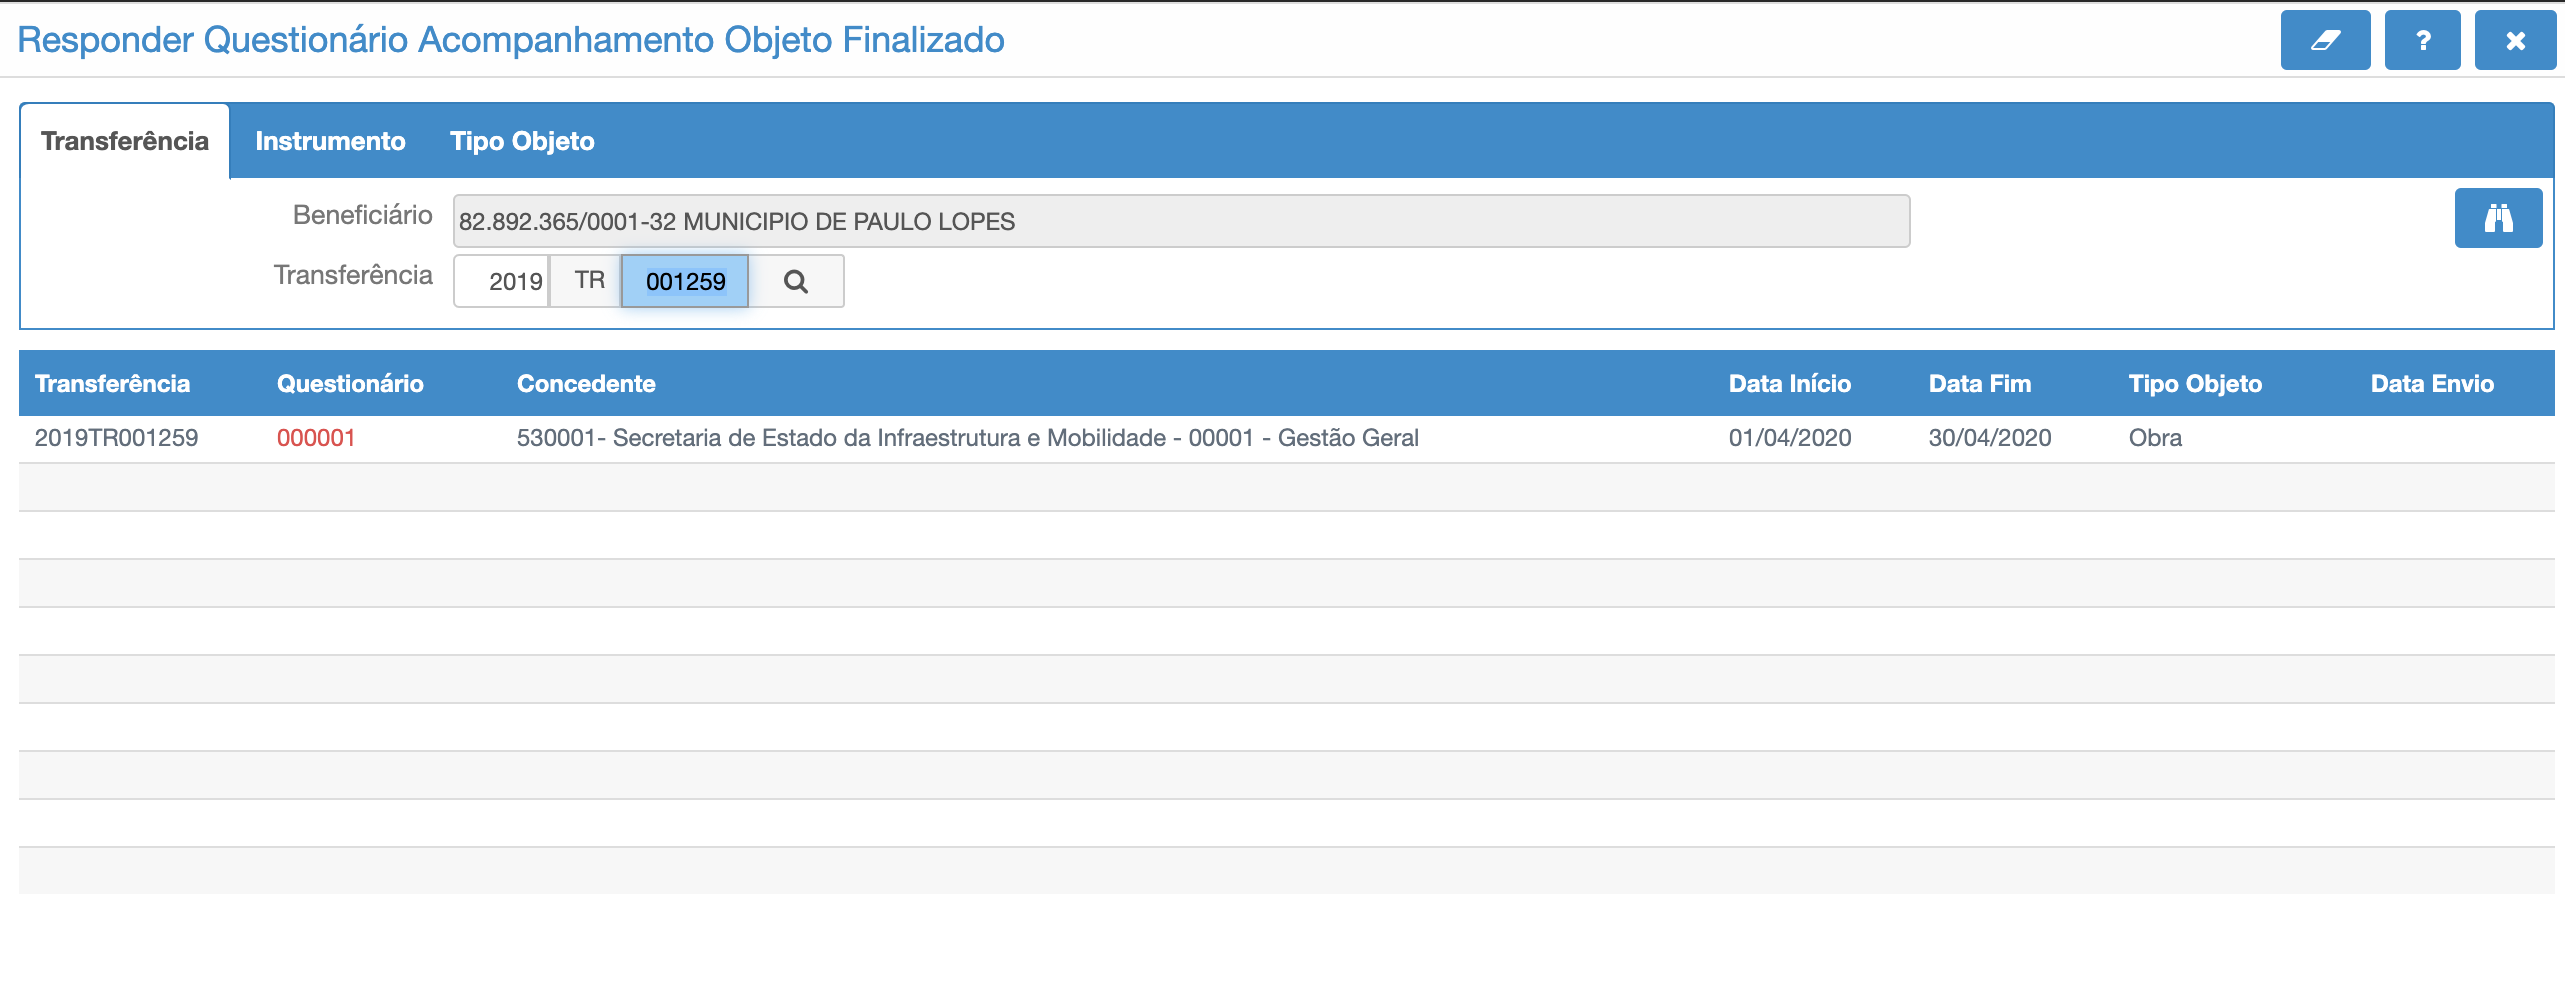 Responder Questionário Acompanhamento Objeto Finalizado
?
Transferência Instrumento Tipo Objeto
Beneficiário 82.892.365/0001-32 MUNICIPIO DE PAULO LOPES
Transferência 2019 TR 001259
Transferência Questionário Concedente Data Início Data Fim Tipo Objeto Data Envio
2019TR001259 000001 530001- Secretaria de Estado da Infraestrutura e Mobilidade - 00001 - Gestão Geral 01/04/2020 30/04/2020 Obra